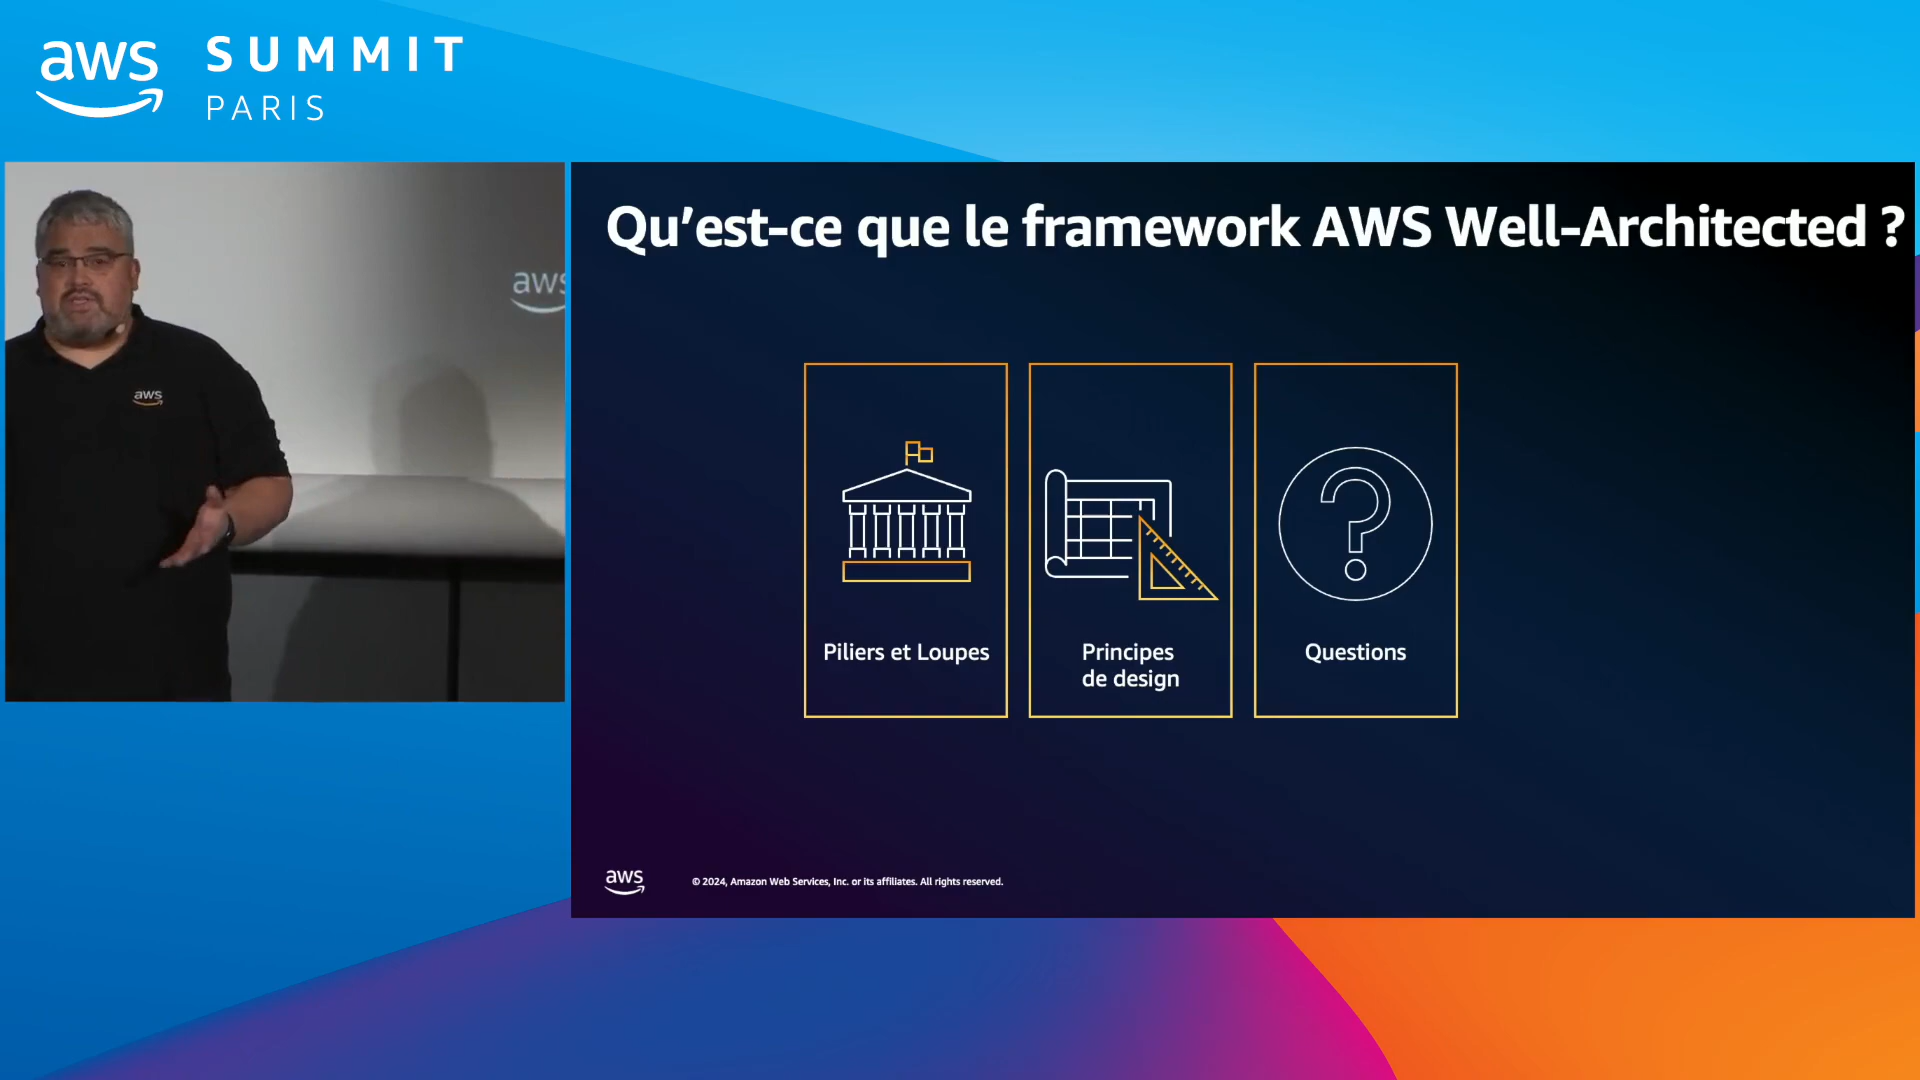 aws
SUMMIT
PARIS
aws
aws
Qu’est-ce que le framework AWS Well-Architected ?
Piliers et Loupes
Principes
de design
Questions
aws
© 2024, Amazon Web Services, Inc. or its affiliates. All rights reserved.